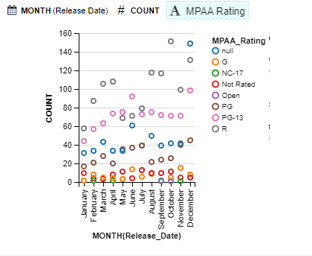 MONTH (Release Date) # COUNT A MPAA Rating
160
140
120
100
80
60
40
20
0
COUNT
January
February
March
April
May
June
July
August
September
October
November
December
MONTH(Release_Date)
MPAA_Rating
null
G
NC-17
Not Rated
Open
PG
PG-13
R